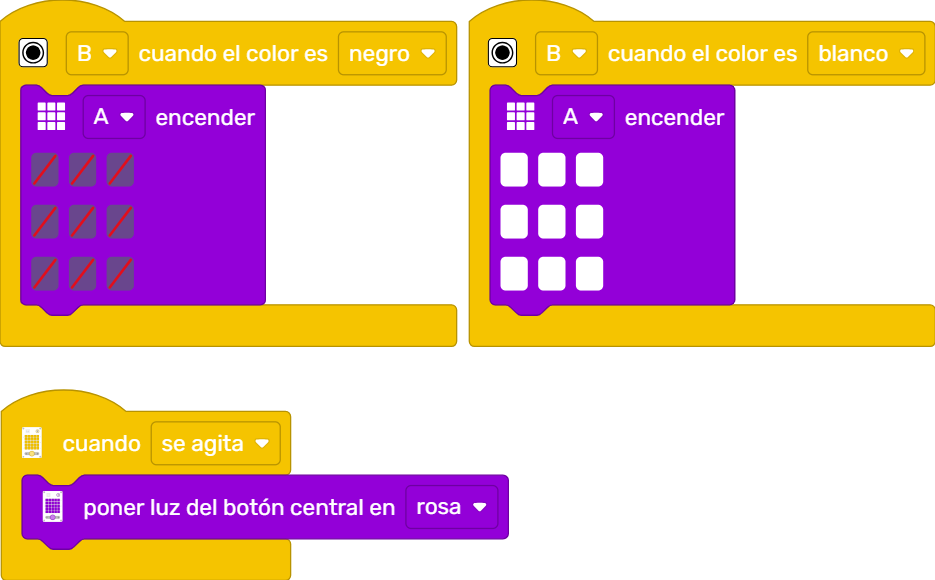 B cuando el color es negro
A encender
B cuando el color es blanco
A encender
cuando se agita
poner luz del botón central en rosa